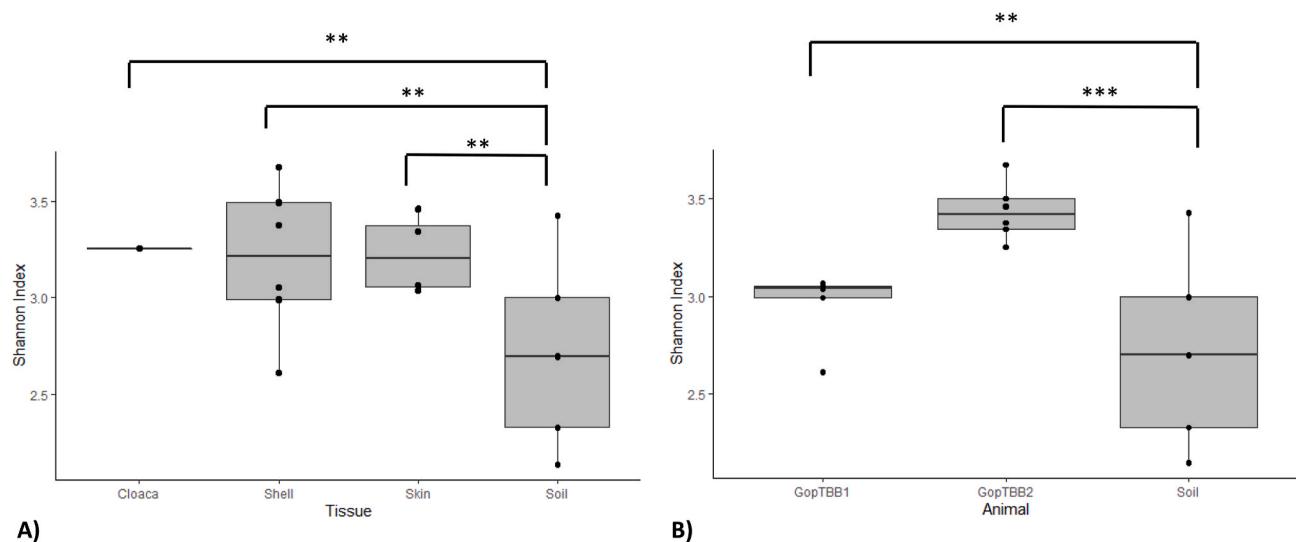 **
**
**
Shannon Index
3.5
3.0
2.5
Cloaca Shell Skin Soil
Tissue
A)
**
***
Shannon Index
3.5
3.0
2.5
GopTBB1 GopTBB2 Soil
Animal
B)